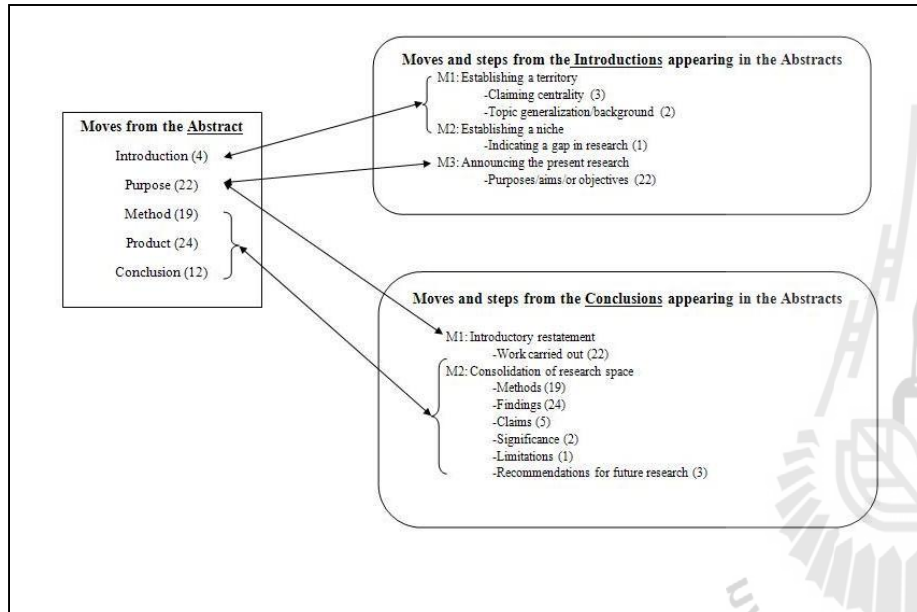 Moves and steps from the Introductions appearing in the Abstracts
M1: Establishing a territory
-Claiming centrality (3)
-Topic generalization/background (2)
M2: Establishing a niche
-Indicating a gap in research (1)
M3: Announcing the present research
-Purposes/aims/or objectives (22)
Moves from the Abstract
Introduction (4)
Purpose (22)
Method (19)
Product (24)
Conclusion (12)
Moves and steps from the Conclusions appearing in the Abstracts
M1: Introductory restatement
-Work carried out (22)
M2: Consolidation of research space
-Methods (19)
-Findings (24)
-Claims (5)
-Significance (2)
-Limitations (1)
-Recommendations for future research (3)